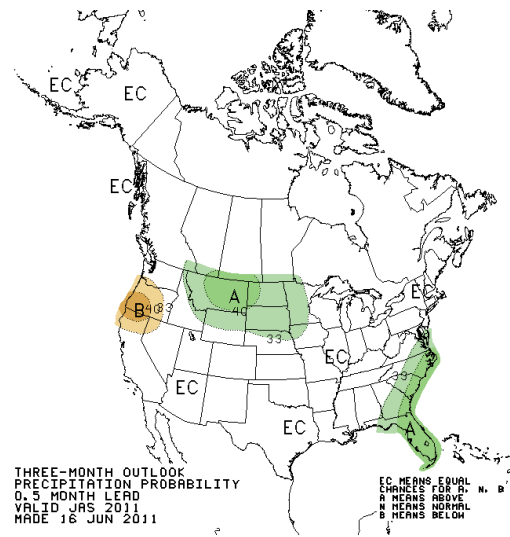 EC
EC
EC
A
40
B 40 33
33
EC
EC
33
EC
EC
A
THREE-MONTH OUTLOOK
PRECIPITATION PROBABILITY
0.5 MONTH LEAD
VALID JAS 2011
MADE 16 JUN 2011
EC MEANS EQUAL
CHANCES FOR A, N, B
A MEANS ABOVE
N MEANS NORMAL
B MEANS BELOW